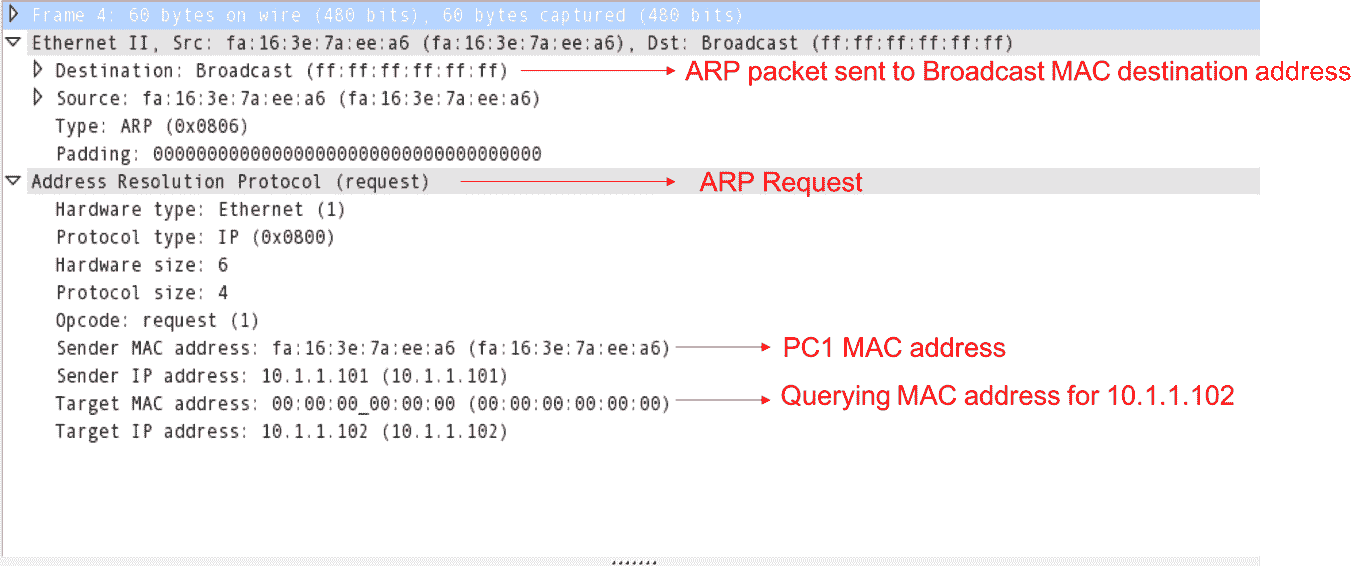 Frame 4: 60 bytes on wire (480 bits), 60 bytes captured (480 bits)
Ethernet II, Src: fa:16:3e:7a:ee:a6 (fa:16:3e:7a:ee:a6), Dst: Broadcast (ff:ff:ff:ff:ff:ff)
Destination: Broadcast (ff:ff:ff:ff:ff:ff) ARP packet sent to Broadcast MAC destination address
Source: fa:16:3e:7a:ee:a6 (fa:16:3e:7a:ee:a6)
Type: ARP (0x0806)
Padding: 000000000000000000000000000000000000
Address Resolution Protocol (request) ARP Request
Hardware type: Ethernet (1)
Protocol type: IP (0x0800)
Hardware size: 6
Protocol size: 4
Opcode: request (1)
Sender MAC address: fa:16:3e:7a:ee:a6 (fa:16:3e:7a:ee:a6) PC1 MAC address
Sender IP address: 10.1.1.101 (10.1.1.101)
Target MAC address: 00:00:00_00:00:00 (00:00:00:00:00:00) Querying MAC address for 10.1.1.102
Target IP address: 10.1.1.102 (10.1.1.102)